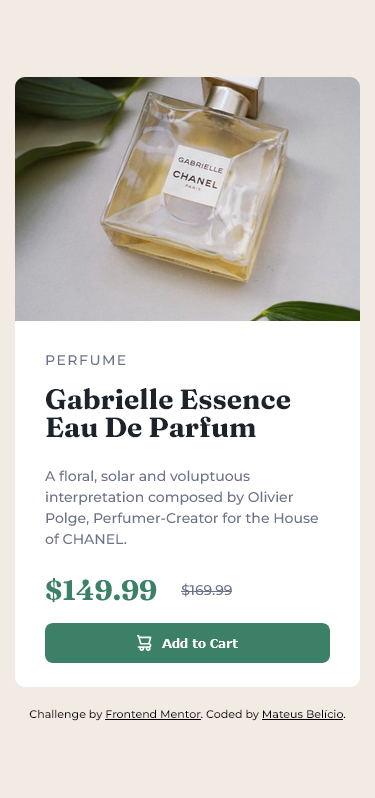 GABRIELLE
CHANEL
PARIS
PERFUME
Gabrielle Essence
Eau De Parfum
A floral, solar and voluptuous
interpretation composed by Olivier
Polge, Perfumer-Creator for the House
of CHANEL.
$149.99 $169.99
Add to Cart
Challenge by Frontend Mentor. Coded by Mateus Belício.